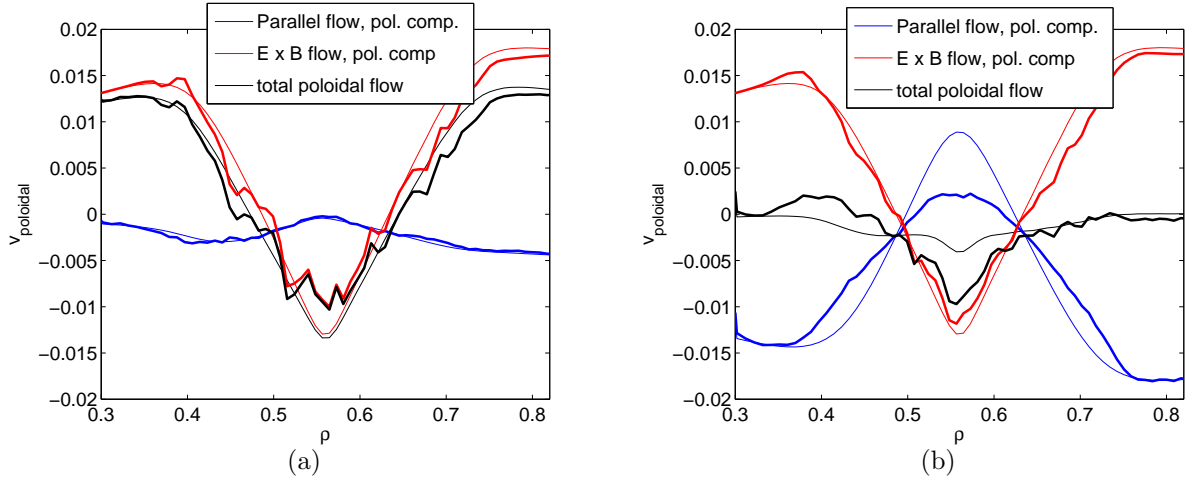 Parallel flow, pol. comp.
E x B flow, pol. comp
total poloidal flow
0.02
0.015
0.01
0.005
0
−0.005
−0.01
−0.015
−0.02
0.3 0.4 0.5 0.6 0.7 0.8
v_poloidal
ρ
(a)
Parallel flow, pol. comp.
E x B flow, pol. comp
total poloidal flow
0.02
0.015
0.01
0.005
0
−0.005
−0.01
−0.015
−0.02
0.3 0.4 0.5 0.6 0.7 0.8
v_poloidal
ρ
(b)